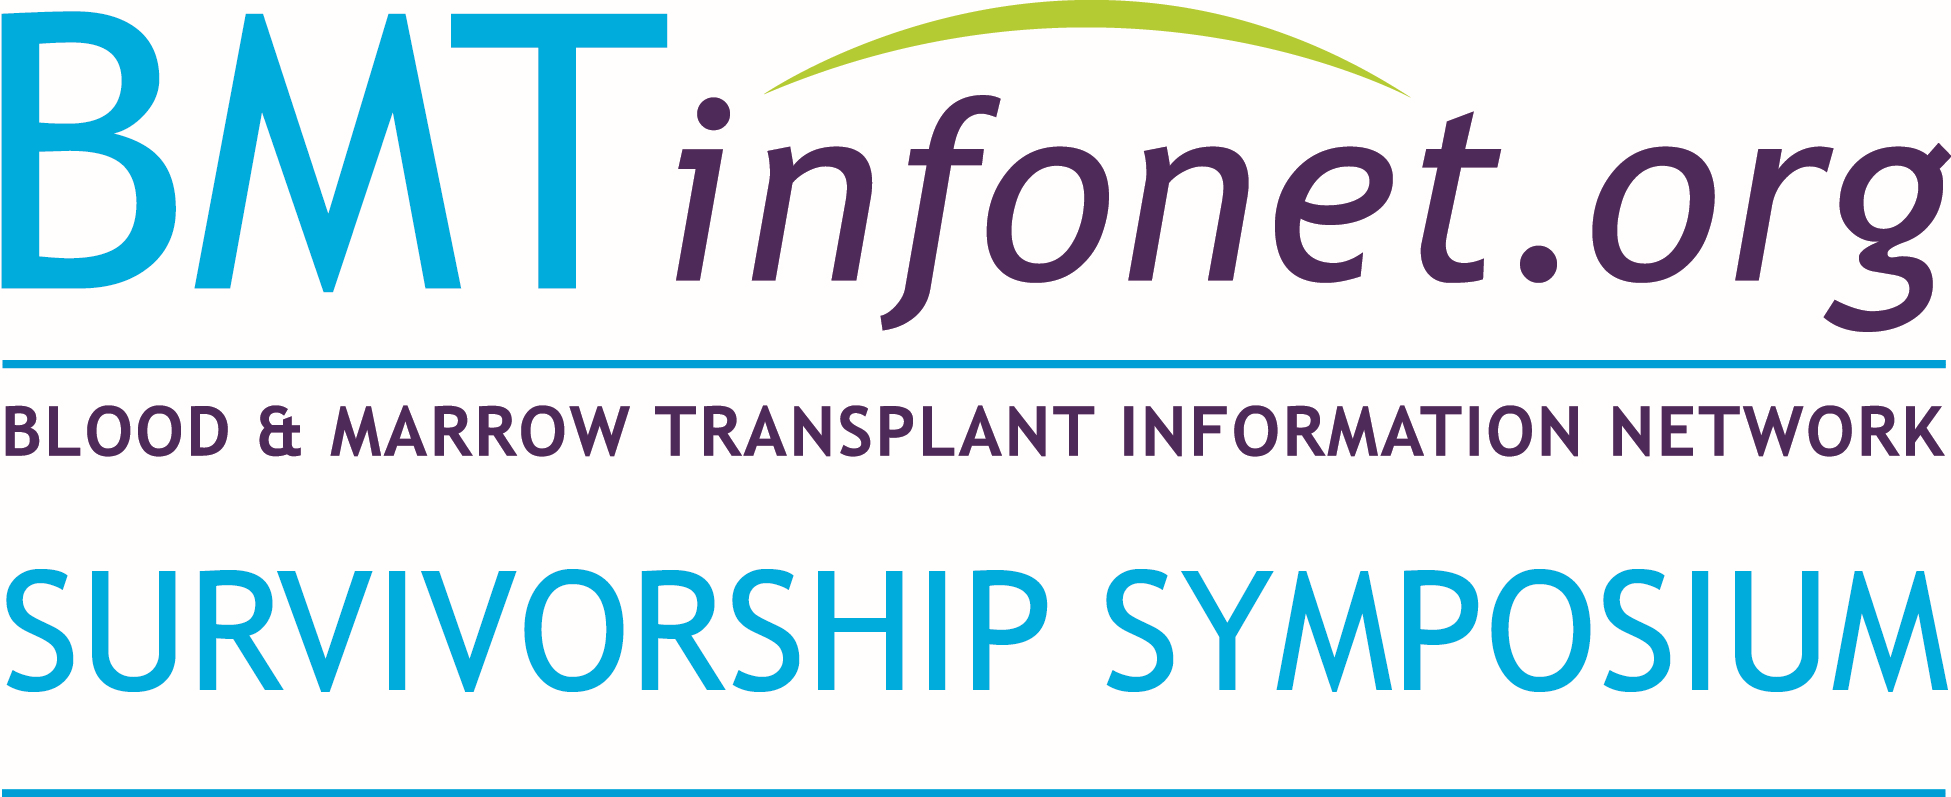 BMTinfonet.org
BLOOD & MARROW TRANSPLANT INFORMATION NETWORK
SURVIVORSHIP SYMPOSIUM